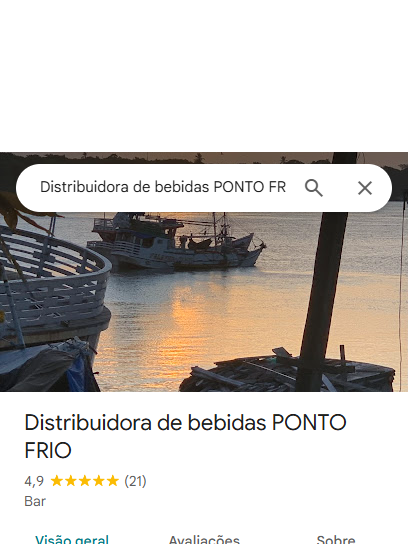 Distribuidora de bebidas PONTO FR
Distribuidora de bebidas PONTO
FRIO
4,9 (21)
Bar
Visão geral Avaliações Sobre